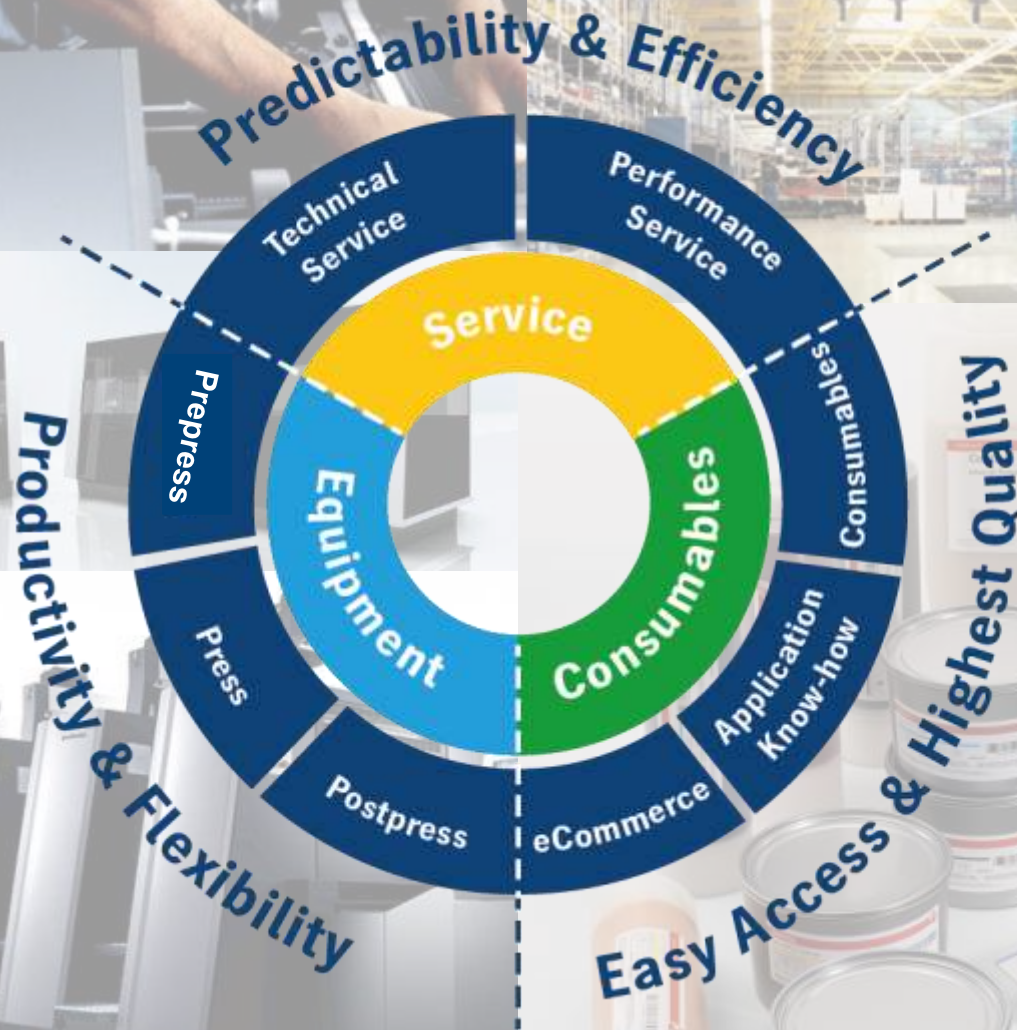 Predictability & Efficiency
Technical
Service
Performance
Service
Service
Prepress
Press
Postpress
Equipment
Productivity & Flexibility
Consumables
Consumables
Application
Know-how
eCommerce
Easy Access & Highest Quality